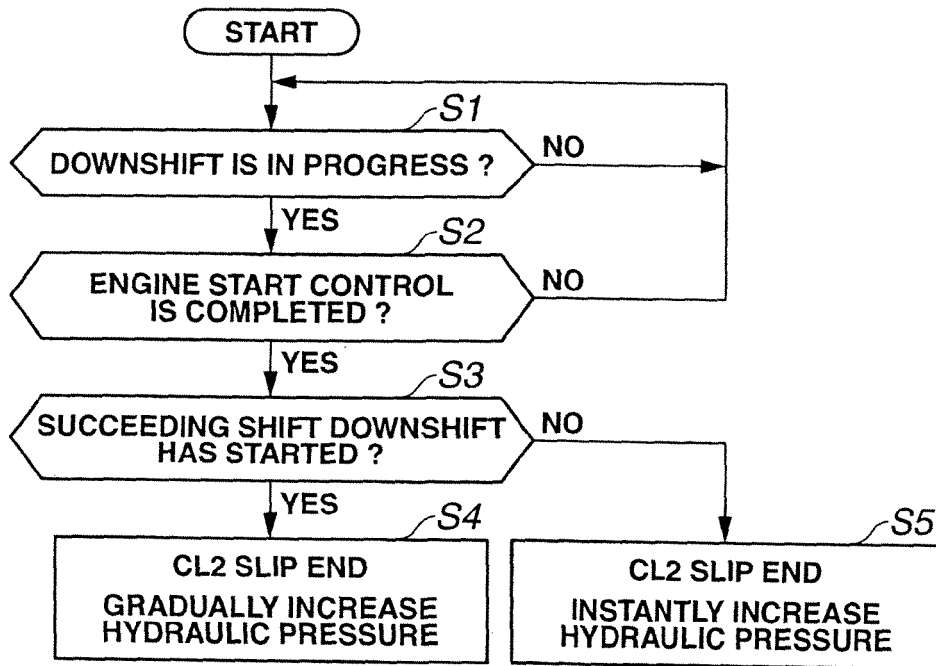 START
S1
DOWNSHIFT IS IN PROGRESS ?
NO
YES
S2
ENGINE START CONTROL
IS COMPLETED ?
NO
YES
S3
SUCCEEDING SHIFT DOWNSHIFT
HAS STARTED ?
NO
YES
S4
CL2 SLIP END
GRADUALLY INCREASE
HYDRAULIC PRESSURE
S5
CL2 SLIP END
INSTANTLY INCREASE
HYDRAULIC PRESSURE